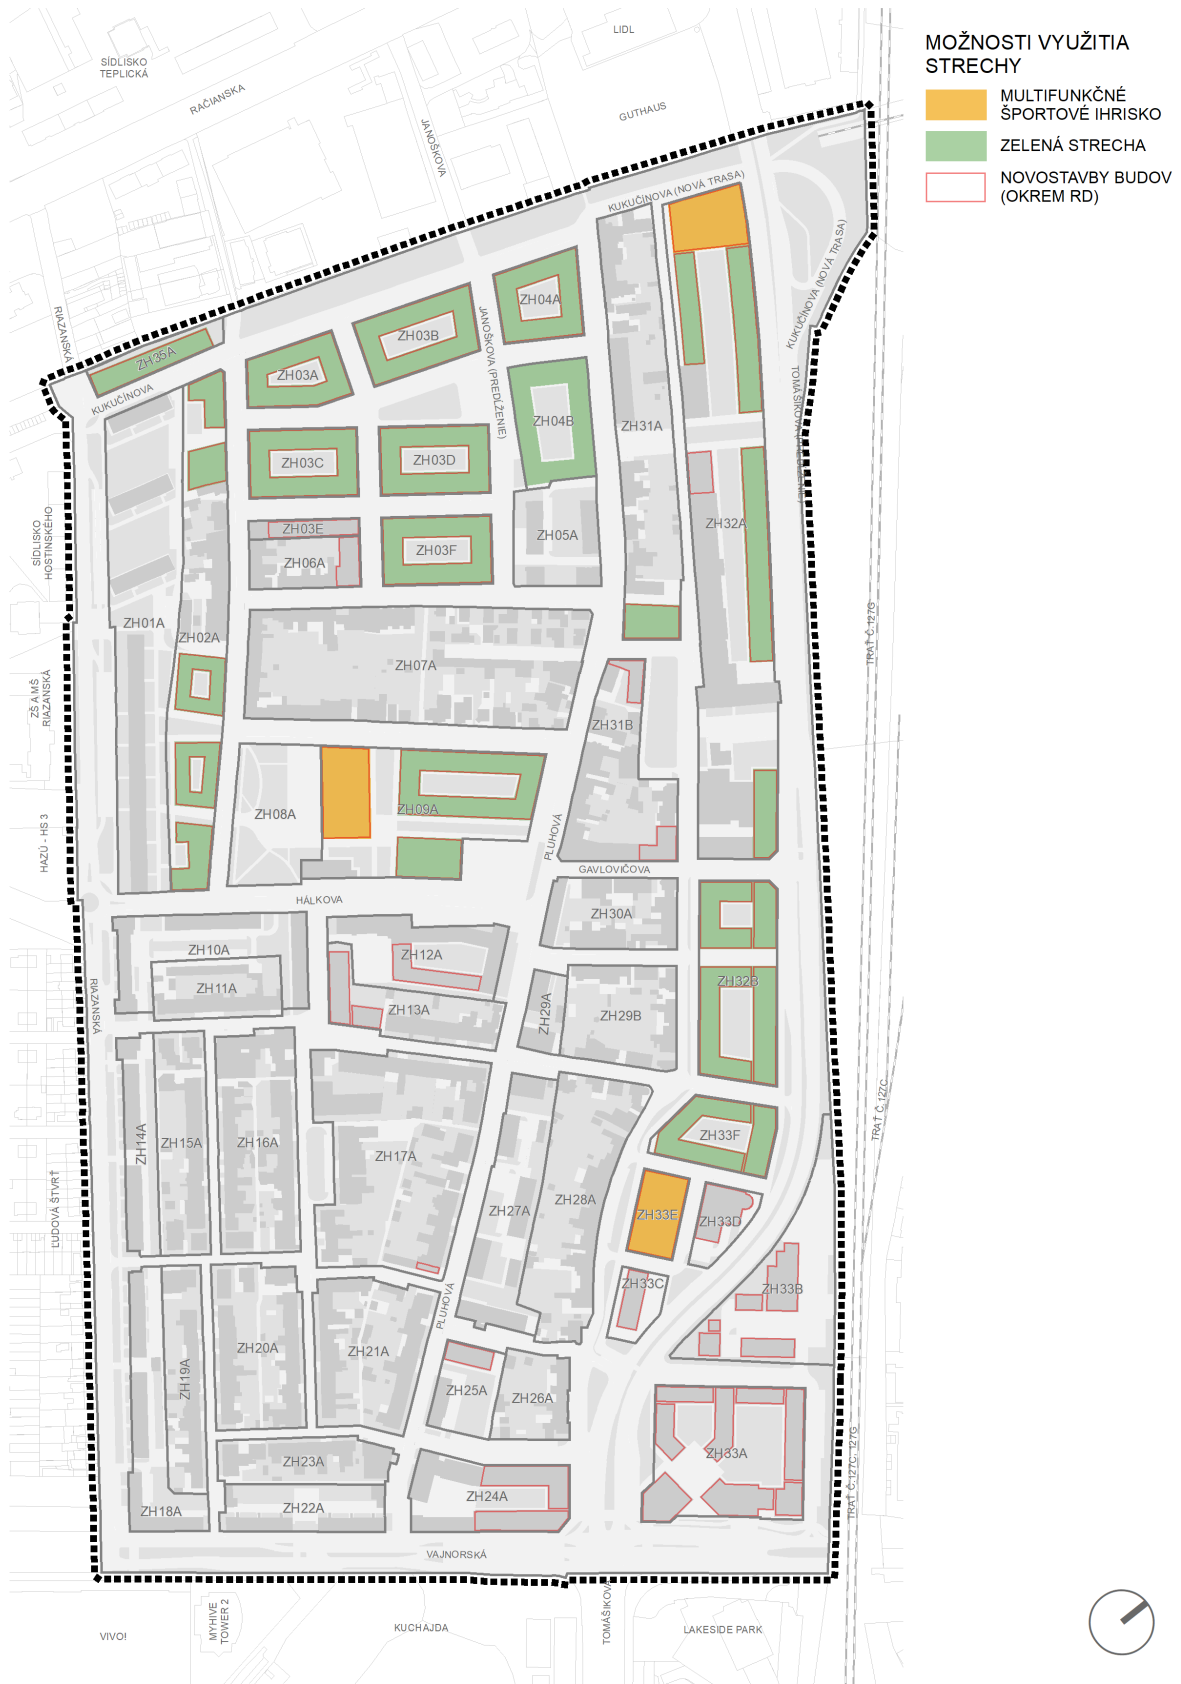 MOŽNOSTI VYUŽITIA
STRECHY
MULTIFUNKČNÉ
ŠPORTOVÉ IHRISKO
ZELENÁ STRECHA
NOVOSTAVBY BUDOV
(OKREM RD)
LIDL
SÍDLISKO
TEPLICKÁ
RAČIANSKA
JANOŠKOVA
GUTHAUS
KUKUČÍNOVA (NOVÁ TRASA)
KUKUČÍNOVA (NOVÁ TRASA)
RIAZANSKÁ
ZH35A
KUKUČÍNOVA
ZH04A
ZH03B
JANOŠKOVA (PREDĹŽENIE)
ZH03A
ZH04B
ZH31A
ZH03C
ZH03D
ZH32A
ZH03E
ZH05A
ZH03F
ZH06A
SÍDLISKO
HOSTINSKÉHO
ZH01A
ZH02A
TRAŤ Č.127G
ZH07A
ZŠ A MŠ
RIAZANSKÁ
ZH31B
ZH08A
ZH09A
HAZÚ - HS 3
PLUHOVÁ
GAVLOVIČOVA
HÁLKOVA
ZH30A
ZH10A
ZH12A
ZH11A
ZH32B
RIAZANSKÁ
ZH13A
ZH29A
ZH29B
TRAŤ Č.127C
ZH14A
ZH15A
ZH16A
ZH17A
ZH33F
ĽUDOVÁ ŠTVRŤ
ZH28A
ZH27A
ZH33E
ZH33D
ZH33C
ZH33B
PLUHOVÁ
ZH19A
ZH20A
ZH21A
ZH25A
ZH26A
ZH23A
ZH33A
TRAŤ Č.127C, 127G
ZH18A
ZH22A
ZH24A
VAJNORSKÁ
VIVO!
MYHIVE
TOWER 2
KUCHAJDA
TOMÁŠIKOVA
LAKESIDE PARK